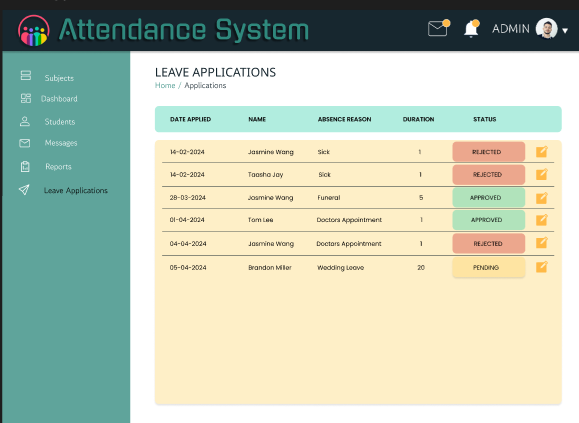 Attendance System
ADMIN
Subjects
Dashboard
Students
Messages
Reports
Leave Applications
LEAVE APPLICATIONS
Home / Applications
DATE APPLIED NAME ABSENCE REASON DURATION STATUS
14-02-2024 Jasmine Wang Sick 1 REJECTED
14-02-2024 Taasha Jay Sick 1 REJECTED
28-03-2024 Jasmine Wang Funeral 5 APPROVED
01-04-2024 Tom Lee Doctors Appointment 1 APPROVED
04-04-2024 Jasmine Wang Doctors Appointment 1 REJECTED
05-04-2024 Brandon Miller Wedding Leave 20 PENDING